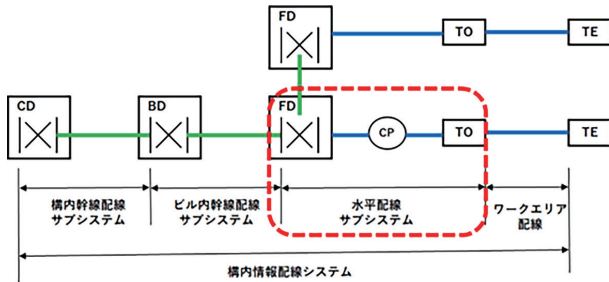 FD
TO
TE
CD
BD
FD
CP
TO
TE
構内幹線配線
サブシステム
ビル内幹線配線
サブシステム
水平配線
サブシステム
ワークエリア
配線
構内情報配線システム